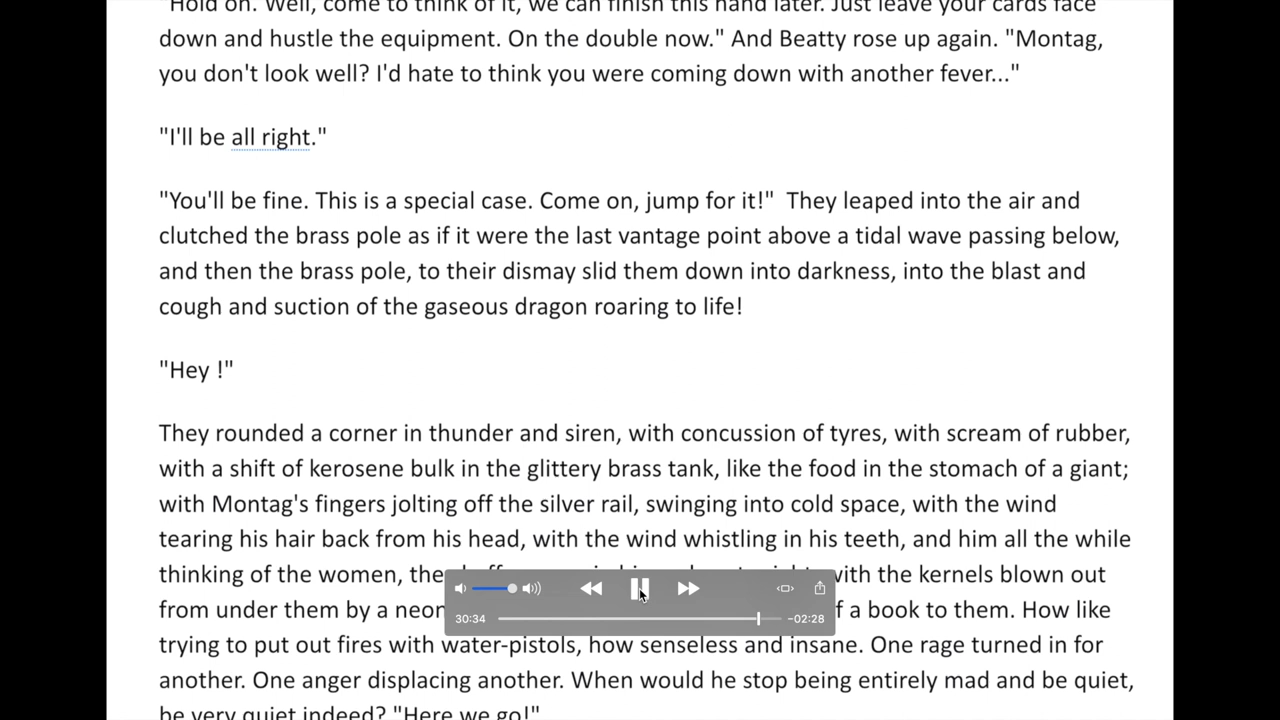 "Hold on. Well, come to think of it, we can finish this hand later. Just leave your cards face
down and hustle the equipment. On the double now." And Beatty rose up again. "Montag,
you don't look well? I'd hate to think you were coming down with another fever..."
"I'll be all right."
"You'll be fine. This is a special case. Come on, jump for it!"  They leaped into the air and
clutched the brass pole as if it were the last vantage point above a tidal wave passing below,
and then the brass pole, to their dismay slid them down into darkness, into the blast and
cough and suction of the gaseous dragon roaring to life!
"Hey !"
They rounded a corner in thunder and siren, with concussion of tyres, with scream of rubber,
with a shift of kerosene bulk in the glittery brass tank, like the food in the stomach of a giant;
with Montag's fingers jolting off the silver rail, swinging into cold space, with the wind
tearing his hair back from his head, with the wind whistling in his teeth, and him all the while
thinking of the women, the with the kernels blown out
from under them by a neon of a book to them. How like
30:34 -02:28
trying to put out fires with water-pistols, how senseless and insane. One rage turned in for
another. One anger displacing another. When would he stop being entirely mad and be quiet,
be very quiet indeed? "Here we go!"